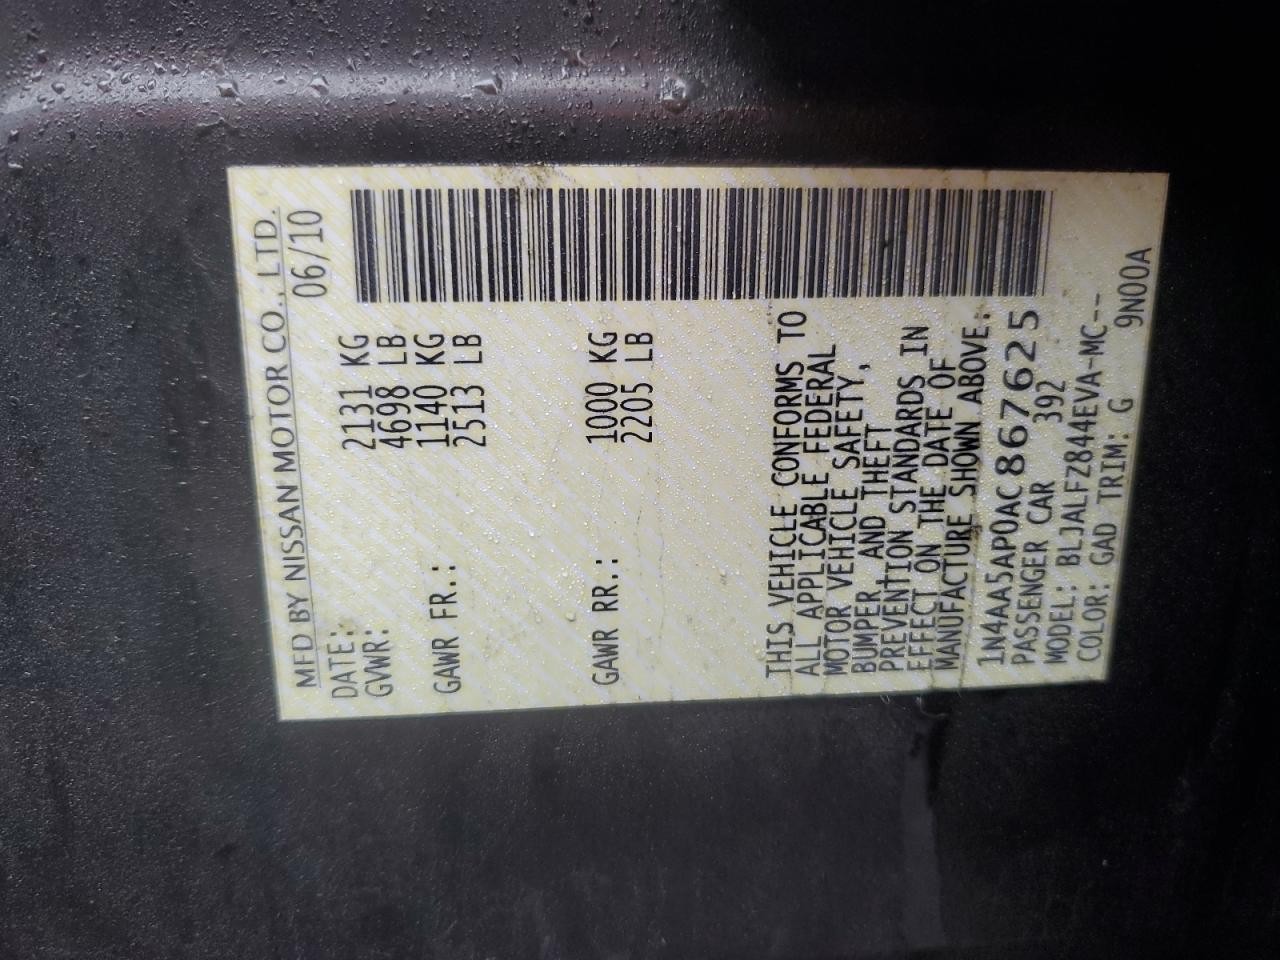 MFD BY NISSAN MOTOR CO., LTD.
DATE: 06/10
GVWR: 2131 KG
4698 LB
GAWR FR.: 1140 KG
2513 LB
GAWR RR.: 1000 KG
2205 LB
THIS VEHICLE CONFORMS TO
ALL APPLICABLE FEDERAL
MOTOR VEHICLE SAFETY,
BUMPER, AND THEFT
PREVENTION STANDARDS IN
EFFECT ON THE DATE OF
MANUFACTURE SHOWN ABOVE.
1N4AA5AP0AC867625
PASSENGER CAR 392
MODEL: BLJALFZ844EVA-MC--
COLOR: GAD TRIM: G 9N00A